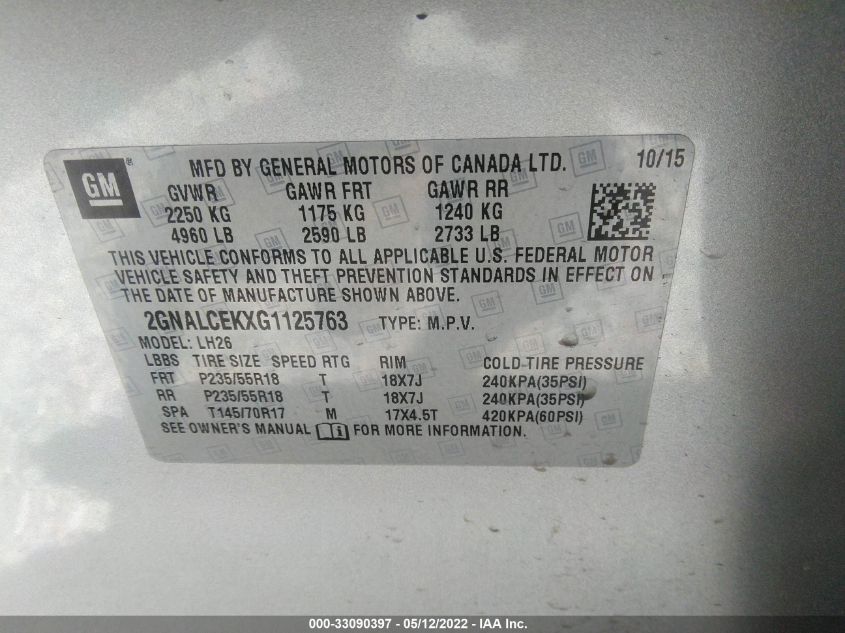 GM ® MFD BY GENERAL MOTORS OF CANADA LTD. 10/15
GVWR GAWR FRT GAWR RR
2250 KG 1175 KG 1240 KG
4960 LB 2590 LB 2733 LB
THIS VEHICLE CONFORMS TO ALL APPLICABLE U.S. FEDERAL MOTOR
VEHICLE SAFETY AND THEFT PREVENTION STANDARDS IN EFFECT ON
THE DATE OF MANUFACTURE SHOWN ABOVE.
2GNALCEKXG1125763 TYPE: M.P.V.
MODEL: LH26
LBBS TIRE SIZE SPEED RTG RIM COLD TIRE PRESSURE
FRT P235/55R18 T 18X7J 240KPA(35PSI)
RR P235/55R18 T 18X7J 240KPA(35PSI)
SPA T145/70R17 M 17X4.5T 420KPA(60PSI)
SEE OWNER'S MANUAL FOR MORE INFORMATION.
000-33090397 - 05/12/2022 - IAA Inc.